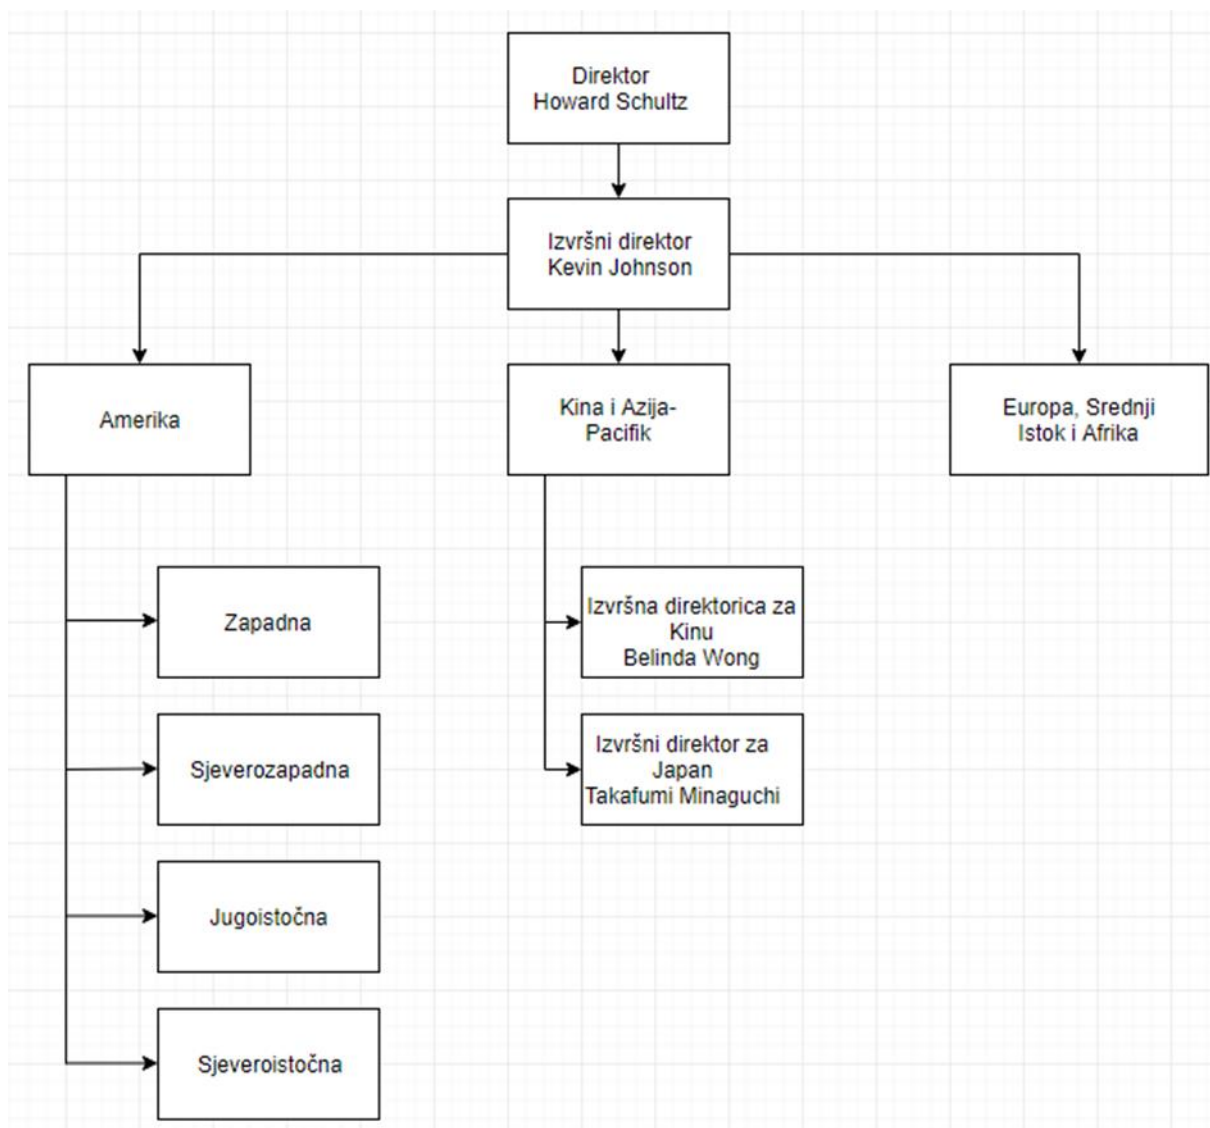 Direktor
Howard Schultz
Izvršni direktor
Kevin Johnson
Amerika
Kina i Azija-
Pacifik
Europa, Srednji
Istok i Afrika
Zapadna
Izvršna direktorica za
Kinu
Belinda Wong
Sjeverozapadna
Izvršni direktor za
Japan
Takafumi Minaguchi
Jugoistočna
Sjeveroistočna